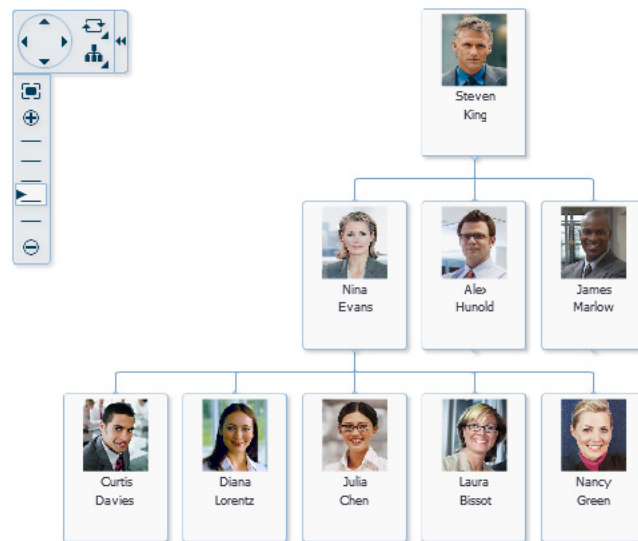 Steven
King
Nina
Evans
Alex
Hunold
James
Marlow
Curtis
Davies
Diana
Lorentz
Julia
Chen
Laura
Bissot
Nancy
Green